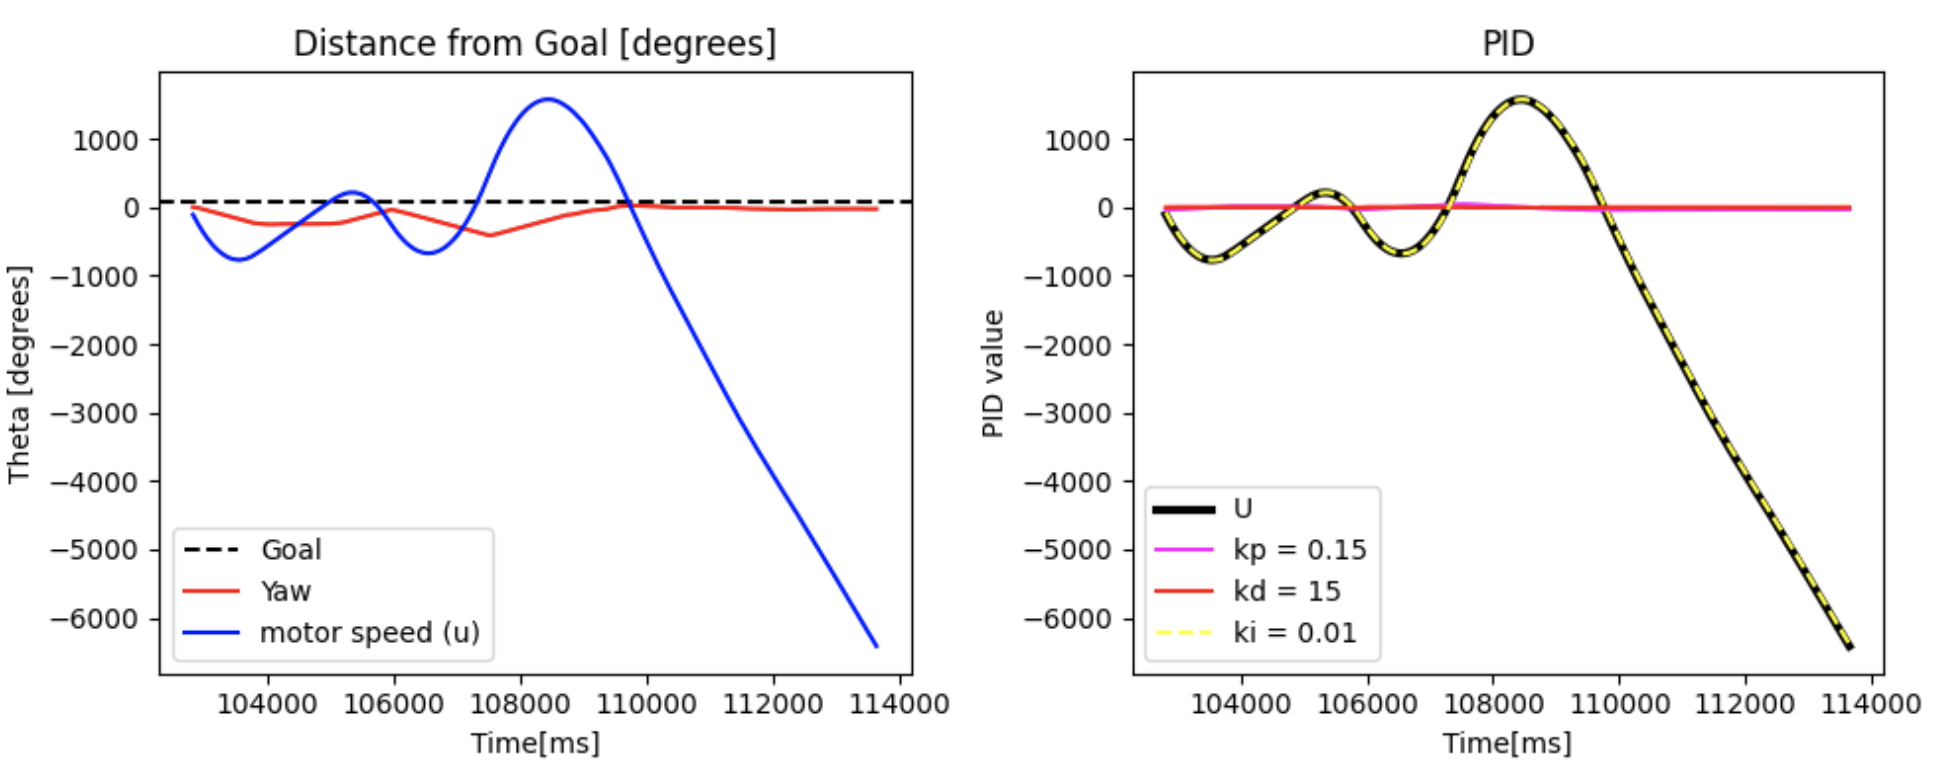 Distance from Goal [degrees]
Theta [degrees]
1000
0
−1000
−2000
−3000
−4000
−5000
−6000
Goal
Yaw
motor speed (u)
104000 106000 108000 110000 112000 114000
Time[ms]
PID
PID value
1000
0
−1000
−2000
−3000
−4000
−5000
−6000
U
kp = 0.15
kd = 15
ki = 0.01
104000 106000 108000 110000 112000 114000
Time[ms]